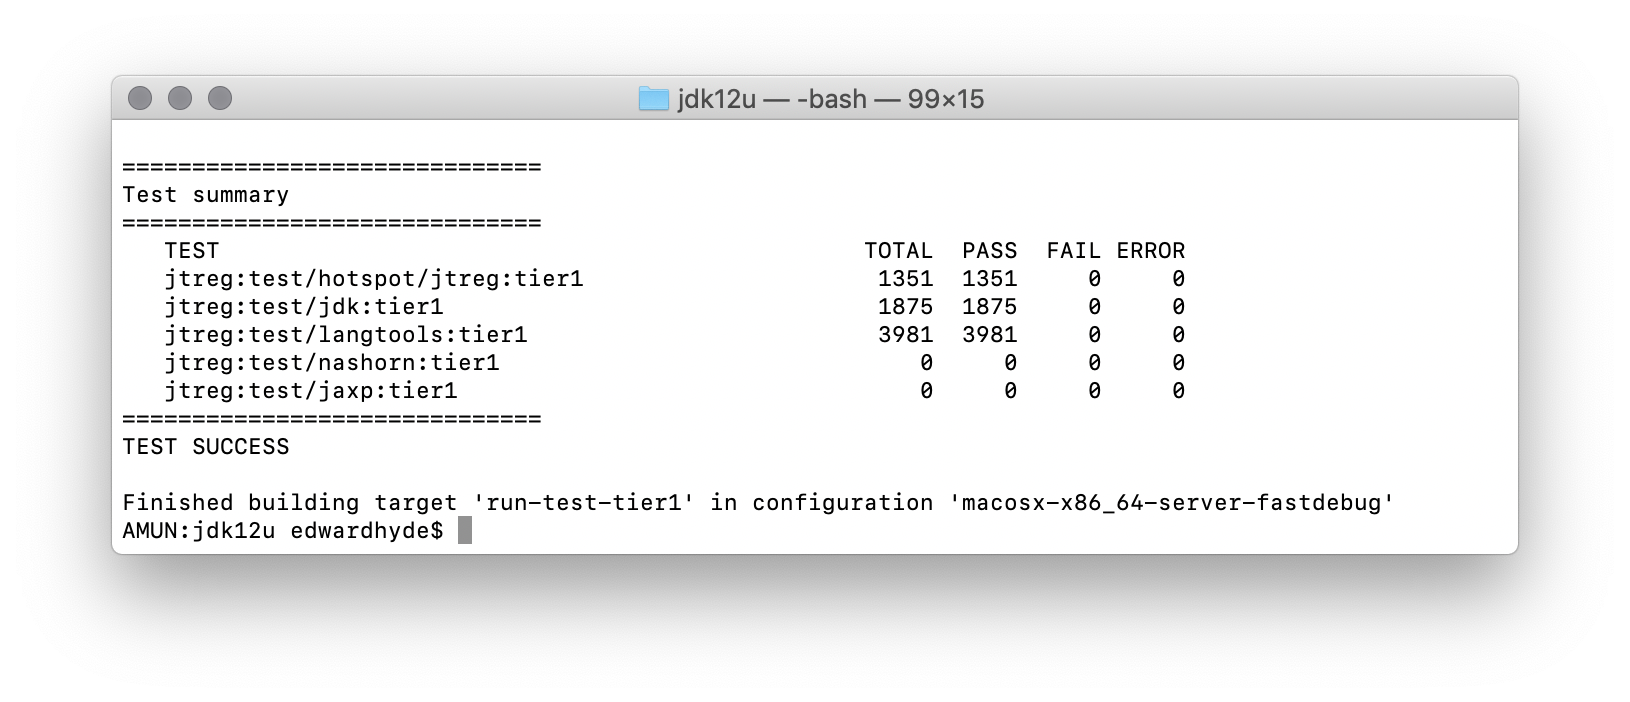 jdk12u — -bash — 99×15
==============================
Test summary
==============================
   TEST                                              TOTAL  PASS  FAIL ERROR
   jtreg:test/hotspot/jtreg:tier1                     1351  1351     0     0
   jtreg:test/jdk:tier1                               1875  1875     0     0
   jtreg:test/langtools:tier1                         3981  3981     0     0
   jtreg:test/nashorn:tier1                              0     0     0     0
   jtreg:test/jaxp:tier1                                 0     0     0     0
==============================
TEST SUCCESS
Finished building target 'run-test-tier1' in configuration 'macosx-x86_64-server-fastdebug'
AMUN:jdk12u edwardhyde$